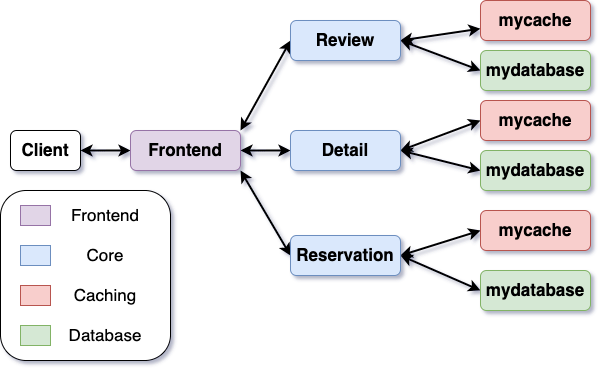 mycache
Review
mydatabase
mycache
Client
Frontend
Detail
mydatabase
Frontend
Core
Caching
Database
mycache
Reservation
mydatabase